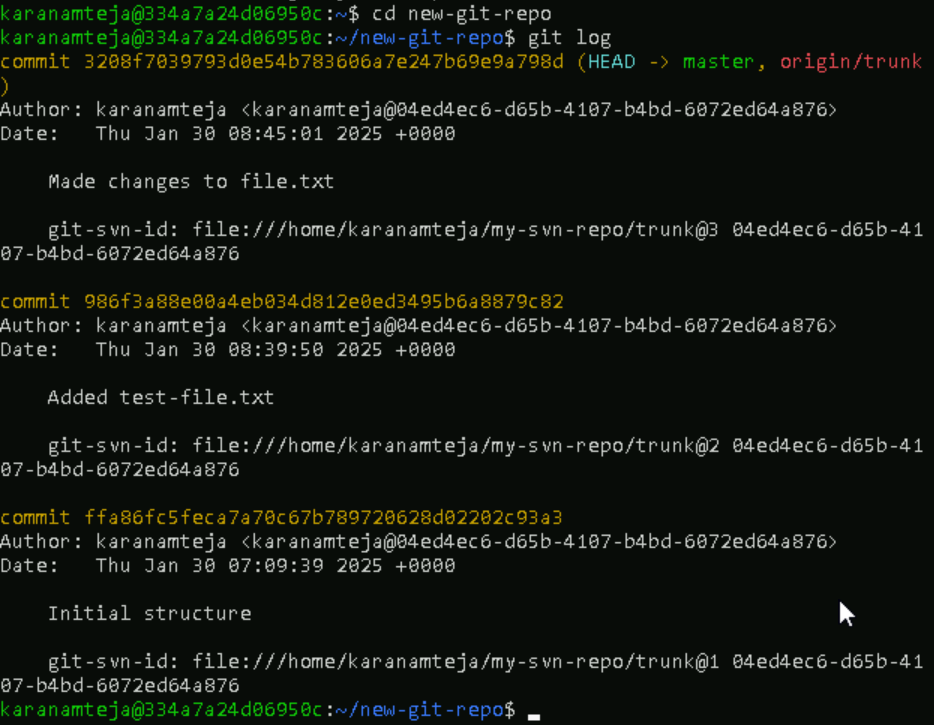 karanamteja@334a7a24d06950c:~$ cd new-git-repo
karanamteja@334a7a24d06950c:~/new-git-repo$ git log
commit 3208f7039793d0e54b783606a7e247b69e9a798d (HEAD -> master, origin/trunk
)
Author: karanamteja <karanamteja@04ed4ec6-d65b-4107-b4bd-6072ed64a876>
Date:   Thu Jan 30 08:45:01 2025 +0000
    Made changes to file.txt
    git-svn-id: file:///home/karanamteja/my-svn-repo/trunk@3 04ed4ec6-d65b-41
07-b4bd-6072ed64a876
commit 986f3a88e00a4eb034d812e0ed3495b6a8879c82
Author: karanamteja <karanamteja@04ed4ec6-d65b-4107-b4bd-6072ed64a876>
Date:   Thu Jan 30 08:39:50 2025 +0000
    Added test-file.txt
    git-svn-id: file:///home/karanamteja/my-svn-repo/trunk@2 04ed4ec6-d65b-41
07-b4bd-6072ed64a876
commit ffa86fc5feca7a70c67b789720628d02202c93a3
Author: karanamteja <karanamteja@04ed4ec6-d65b-4107-b4bd-6072ed64a876>
Date:   Thu Jan 30 07:09:39 2025 +0000
    Initial structure
    git-svn-id: file:///home/karanamteja/my-svn-repo/trunk@1 04ed4ec6-d65b-41
07-b4bd-6072ed64a876
karanamteja@334a7a24d06950c:~/new-git-repo$